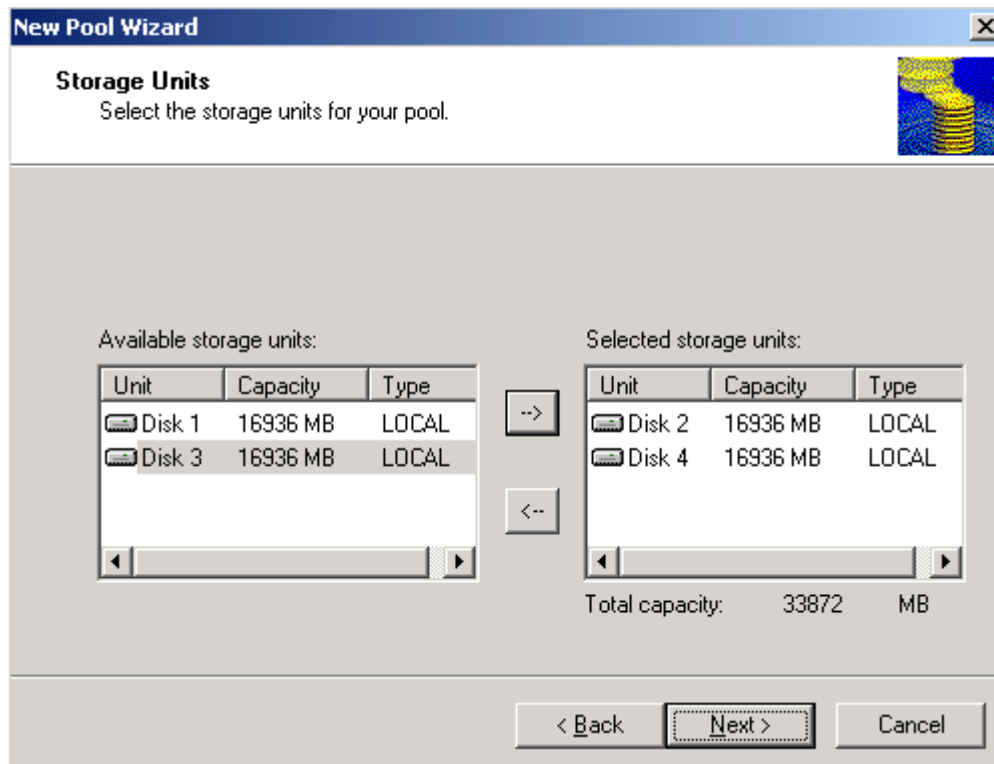 New Pool Wizard
Storage Units
Select the storage units for your pool.
Available storage units:
Unit Capacity Type
Disk 1 16936 MB LOCAL
Disk 3 16936 MB LOCAL
-->
<--
Selected storage units:
Unit Capacity Type
Disk 2 16936 MB LOCAL
Disk 4 16936 MB LOCAL
Total capacity: 33872 MB
< Back Next > Cancel